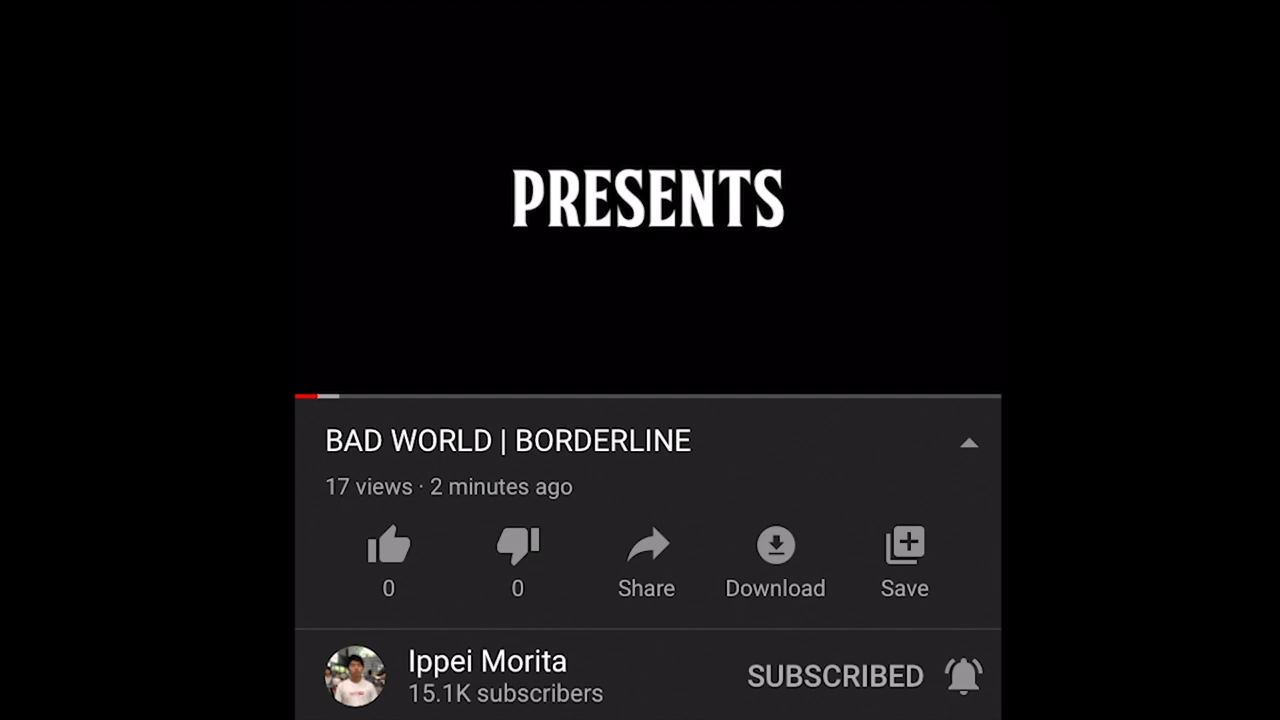 PRESENTS
BAD WORLD | BORDERLINE
17 views · 2 minutes ago
0 0 Share Download Save
Ippei Morita
15.1K subscribers
SUBSCRIBED